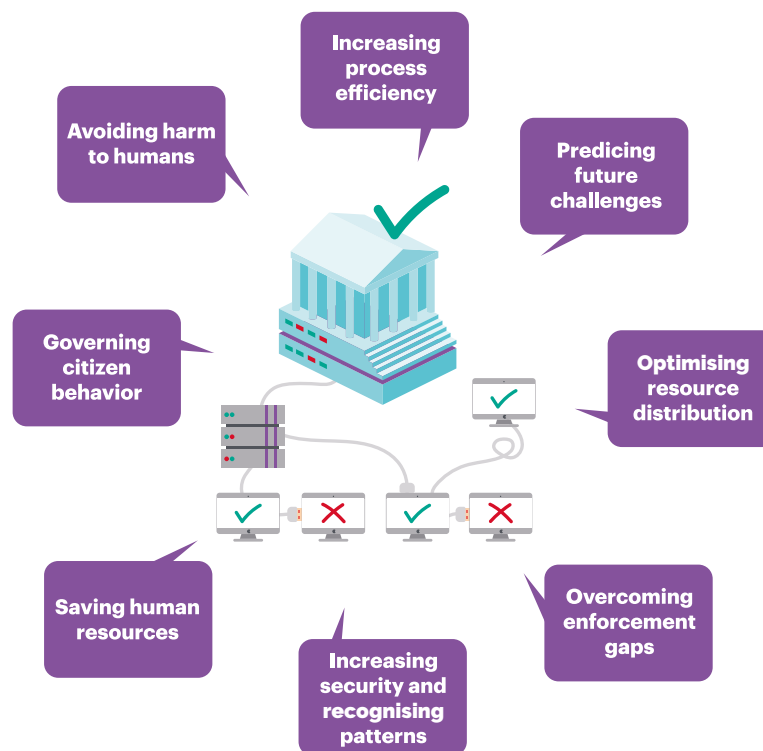 Increasing
process
efficiency
Avoiding harm
to humans
Predicing
future
challenges
Governing
citizen
behavior
Optimising
resource
distribution
Saving human
resources
Overcoming
enforcement
gaps
Increasing
security and
recognising
patterns